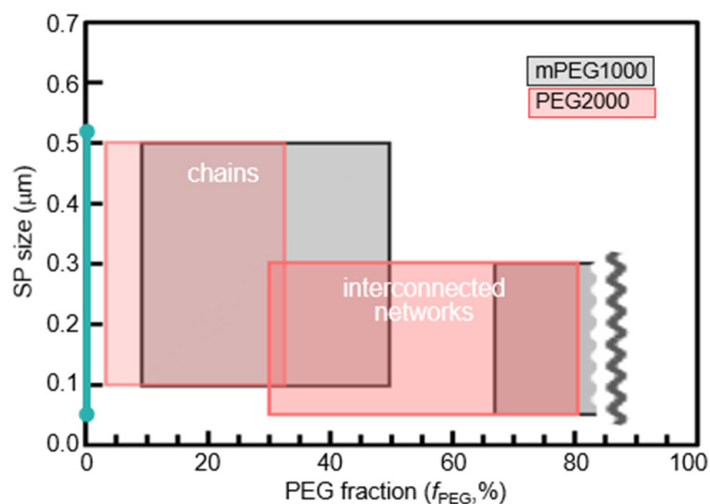 0.7
0.6
0.5
0.4
0.3
0.2
0.1
0.0
SP size (μm)
mPEG1000
PEG2000
chains
interconnected
networks
0 20 40 60 80 100
PEG fraction (fPEG,%)